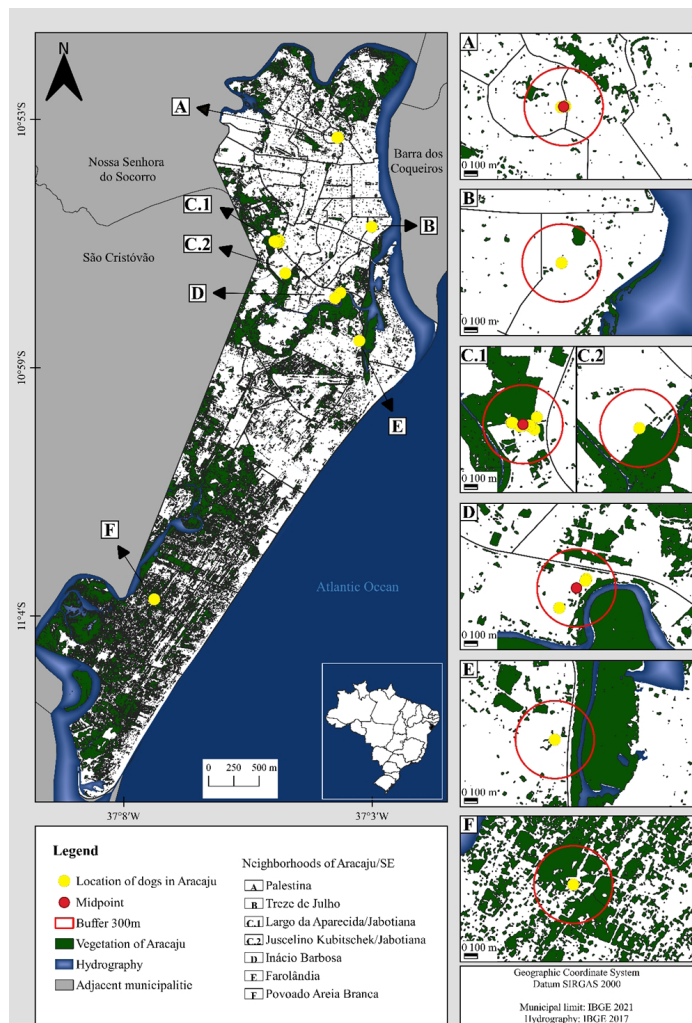 N
10°53'S
10°59'S
11°4'S
A
Nossa Senhora
do Socorro
Barra dos
Coqueiros
C.1
B
São Cristóvão
C.2
D
E
F
Atlantic Ocean
0 250 500 m
37°8'W
37°3'W
A
0 100 m
B
0 100 m
C.1
C.2
0 100 m
0 100 m
D
0 100 m
E
0 100 m
F
0 100 m
Legend
Location of dogs in Aracaju
Midpoint
Buffer 300m
Vegetation of Aracaju
Hydrography
Adjacent municipalitie
Neighborhoods of Aracaju/SE
A Palestina
B Treze de Julho
C.1 Largo da Aparecida/Jabotiana
C.2 Juscelino Kubitschek/Jabotiana
D Inácio Barbosa
E Farolândia
F Povoado Areia Branca
Geographic Coordinate System
Datum SIRGAS 2000
Municipal limit: IBGE 2021
Hydrography: IBGE 2017